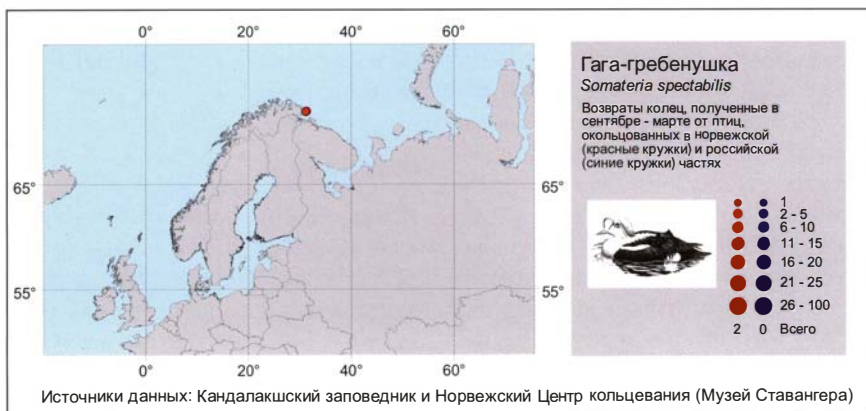 0° 20° 40° 60°
65° 65°
55° 55°
0° 20° 40° 60°
Гага-гребенушка
Somateria spectabilis
Возвраты колец, полученные в
сентябре - марте от птиц,
окольцованных в норвежской
(красные кружки) и российской
(синие кружки) частях
1
2 - 5
6 - 10
11 - 15
16 - 20
21 - 25
26 - 100
2 0 Всего
Источники данных: Кандалакшский заповедник и Норвежский Центр кольцевания (Музей Ставангера)